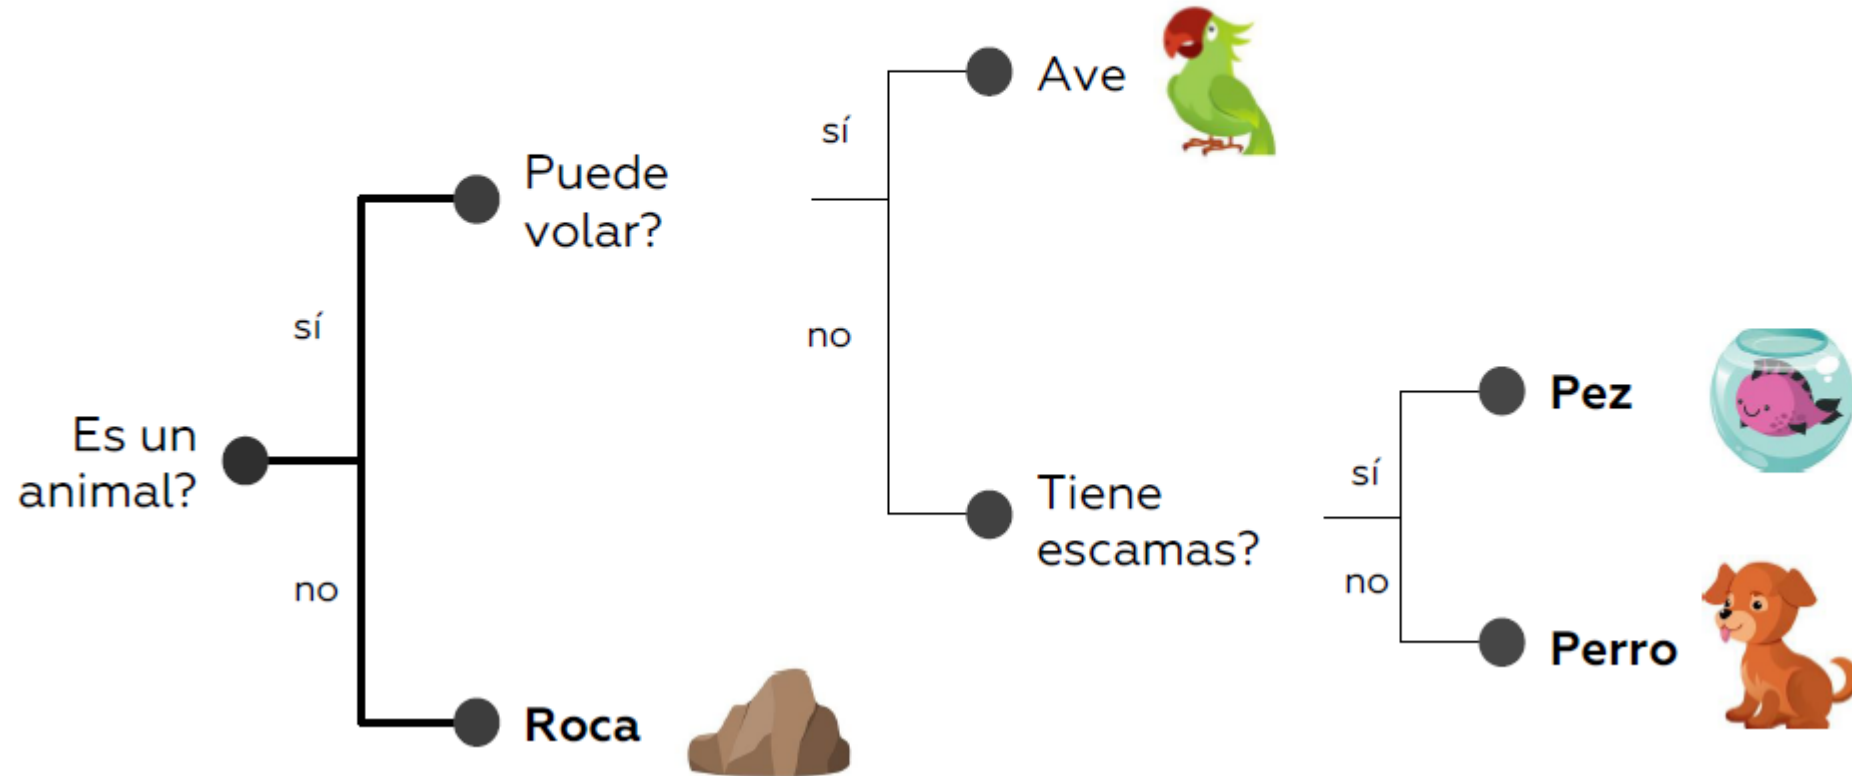 Ave
sí
Puede
volar?
no
sí
Pez
Es un
animal?
sí
Tiene
escamas?
no
no
Perro
Roca